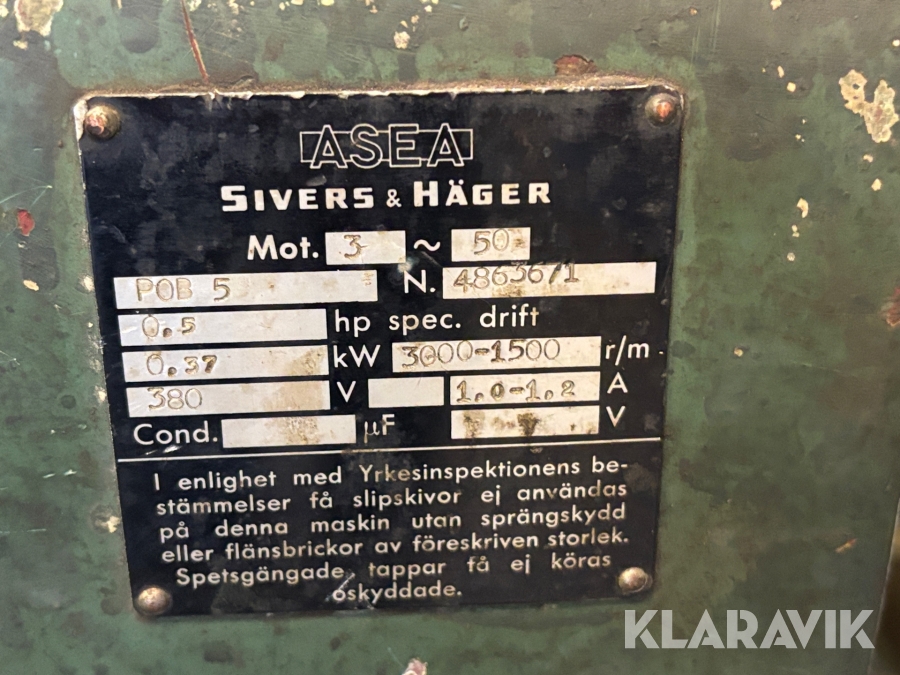 ASEA
SIVERS & HÄGER
Mot. 3 ~ 50
POB 5 N. 4863671
0.5 hp spec. drift
0.37 kW 3000-1500 r/m
380 V 1.0-1.2 A
Cond. µF V
I enlighet med Yrkesinspektionens be-
stämmelser få slipskivor ej användas
på denna maskin utan sprängskydd
eller flänsbrickor av föreskriven storlek.
Spetsgängade tappar få ej köras
oskyddade.
KLARAVIK